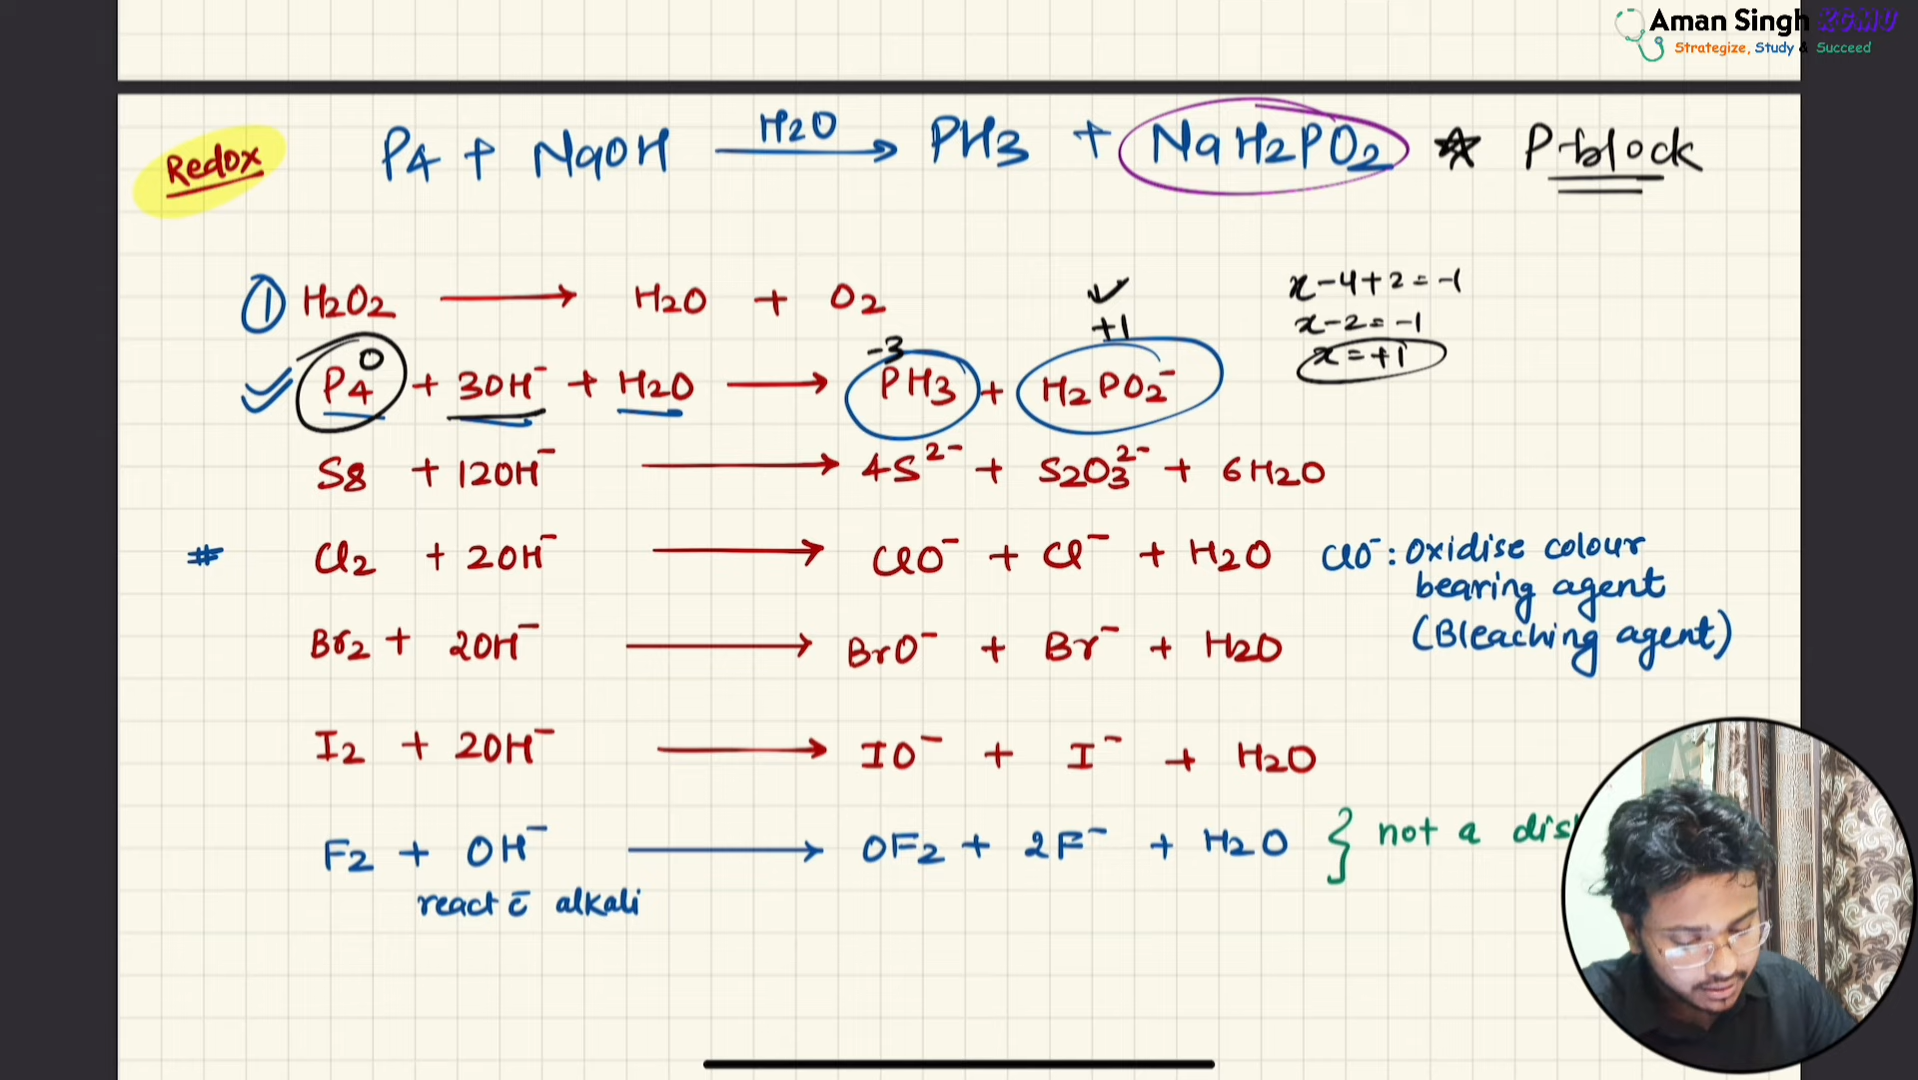 Aman Singh KGMU
Strategize, Study & Succeed
Redox P4 + NaOH H2O PH3 + NaH2PO2 ☆ P-block
① H2O2 → H2O + O2
✓ +1
x-4+2=-1
x-2=-1
x=+1
0 -3
P4 + 3OH⁻ + H2O → PH3 + H2PO2⁻
S8 + 12OH⁻ → 4S²⁻ + S2O3²⁻ + 6H2O
# Cl2 + 2OH⁻ → ClO⁻ + Cl⁻ + H2O ClO⁻: Oxidise colour
bearing agent
(Bleaching agent)
Br2 + 2OH⁻ → BrO⁻ + Br⁻ + H2O
I2 + 2OH⁻ → IO⁻ + I⁻ + H2O
F2 + OH⁻ → OF2 + 2F⁻ + H2O } not a dis
react c̄ alkali